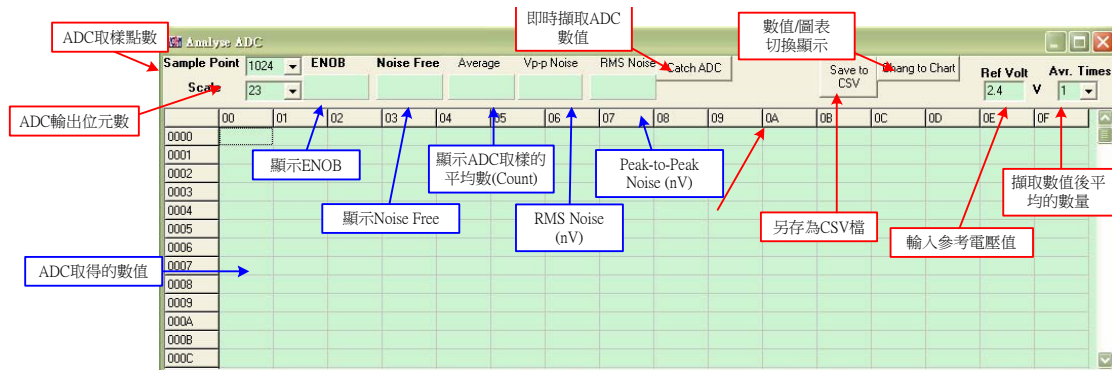 即時擷取ADC
數值
數值/圖表
切換顯示
ADC取樣點數
Analyse ADC
Sample Point
1024
ENOB
Noise Free
Average
Vp-p Noise
RMS Noise
Catch ADC
Save to
CSV
Chang to Chart
Ref Volt
Avr. Times
Scale
23
2.4
V
1
ADC輸出位元數
00 01 02 03 04 05 06 07 08 09 0A 0B 0C 0D 0E 0F
0000
0001
0002
0003
0004
0005
0006
0007
0008
0009
000A
000B
000C
顯示ENOB
顯示ADC取樣的
平均數(Count)
Peak-to-Peak
Noise (nV)
顯示Noise Free
RMS Noise
(nV)
另存為CSV檔
輸入參考電壓值
擷取數值後平
均的數量
ADC取得的數值